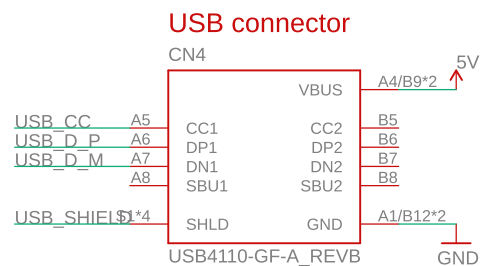 USB connector
CN4
5V
VBUS A4/B9*2
USB_CC A5 CC1 CC2 B5
USB_D_P A6 DP1 DP2 B6
USB_D_M A7 DN1 DN2 B7
A8 SBU1 SBU2 B8
USB_SHIELD S1*4 SHLD GND A1/B12*2
USB4110-GF-A_REVB
GND